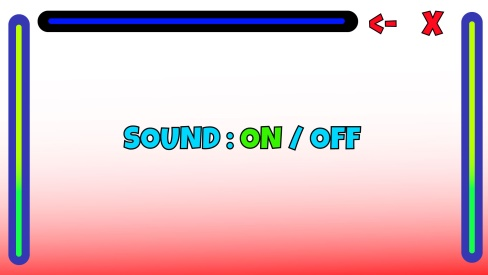 <- X
SOUND : ON / OFF